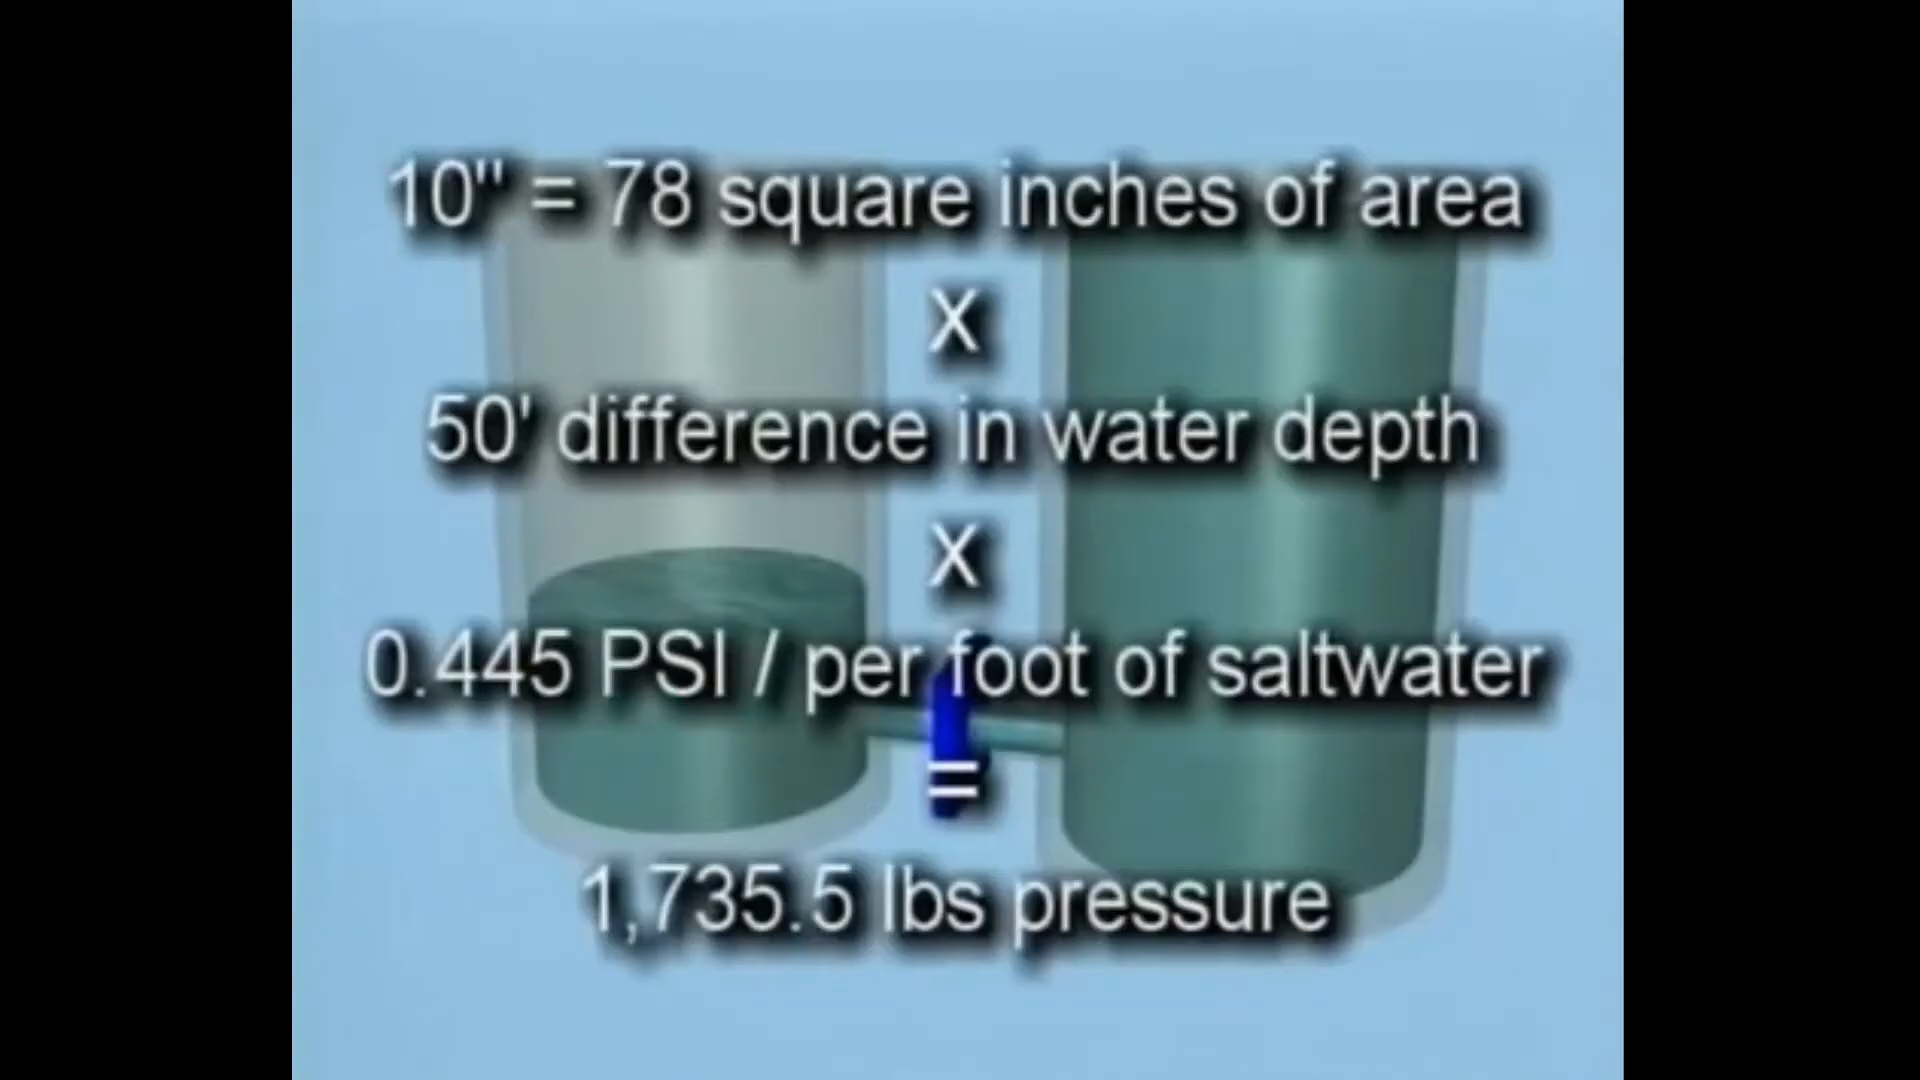 10" = 78 square inches of area
X
50' difference in water depth
X
0.445 PSI / per foot of saltwater
=
1,735.5 lbs pressure